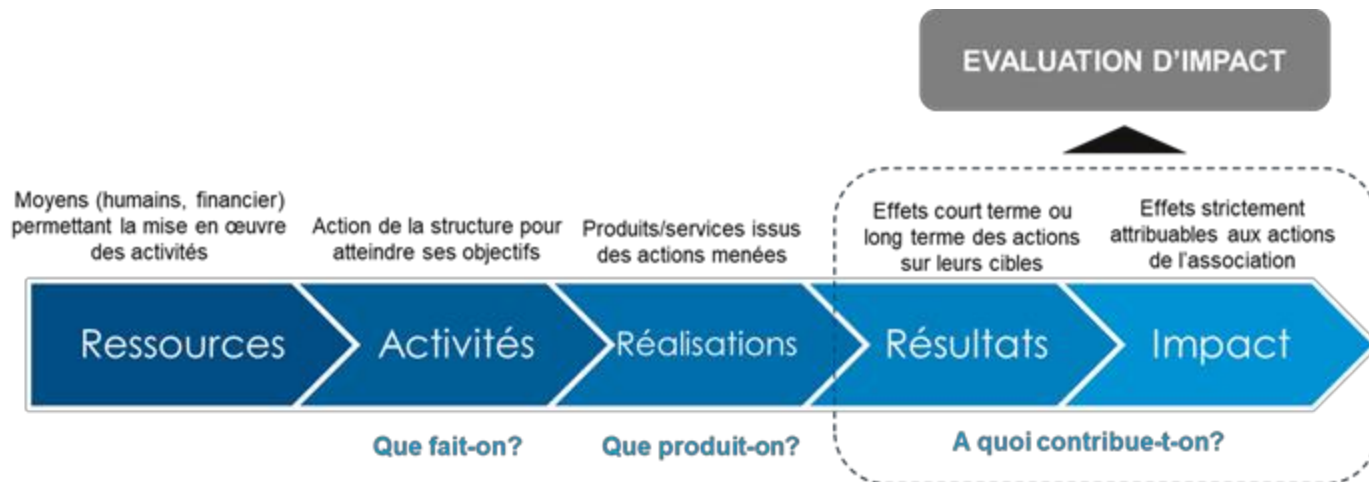 EVALUATION D'IMPACT
Moyens (humains, financier)
permettant la mise en œuvre
des activités
Action de la structure pour
atteindre ses objectifs
Produits/services issus
des actions menées
Effets court terme ou
long terme des actions
sur leurs cibles
Effets strictement
attribuables aux actions
de l'association
Ressources
Activités
Réalisations
Résultats
Impact
Que fait-on?
Que produit-on?
A quoi contribue-t-on?